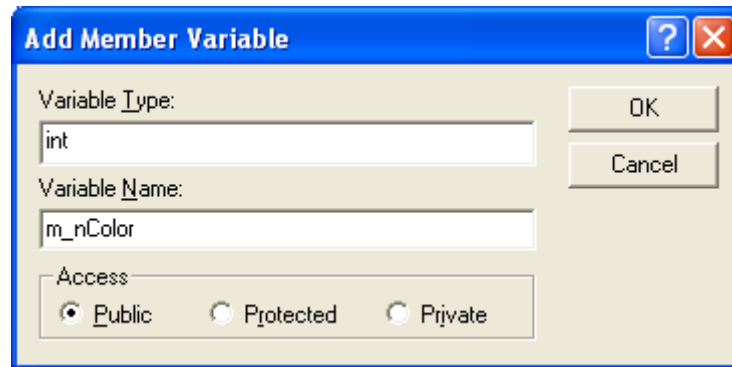 Add Member Variable
Variable Type:
int
OK
Cancel
Variable Name:
m_nColor
Access
Public Protected Private